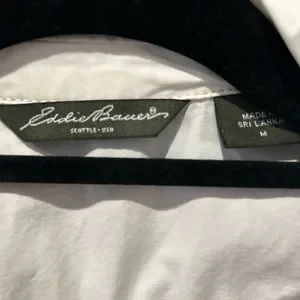 Eddie Bauer®
SEATTLE · USA
MADE IN
SRI LANKA
M